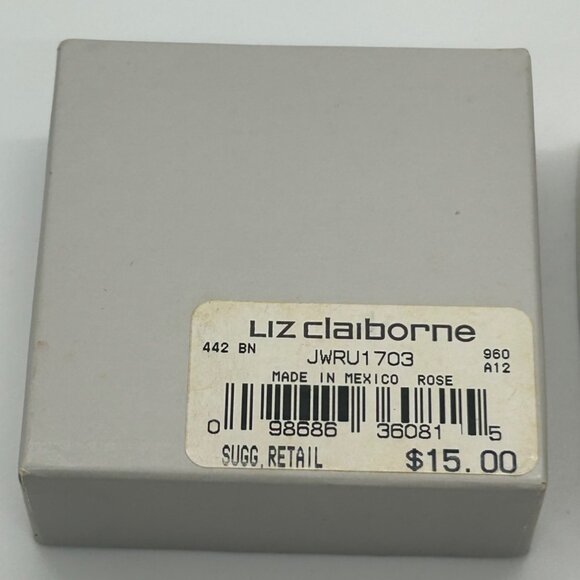 LIZ claiborne
442 BN JWRU1703 960
A12
MADE IN MEXICO ROSE
0 98686 36081 5
SUGG.RETAIL $15.00